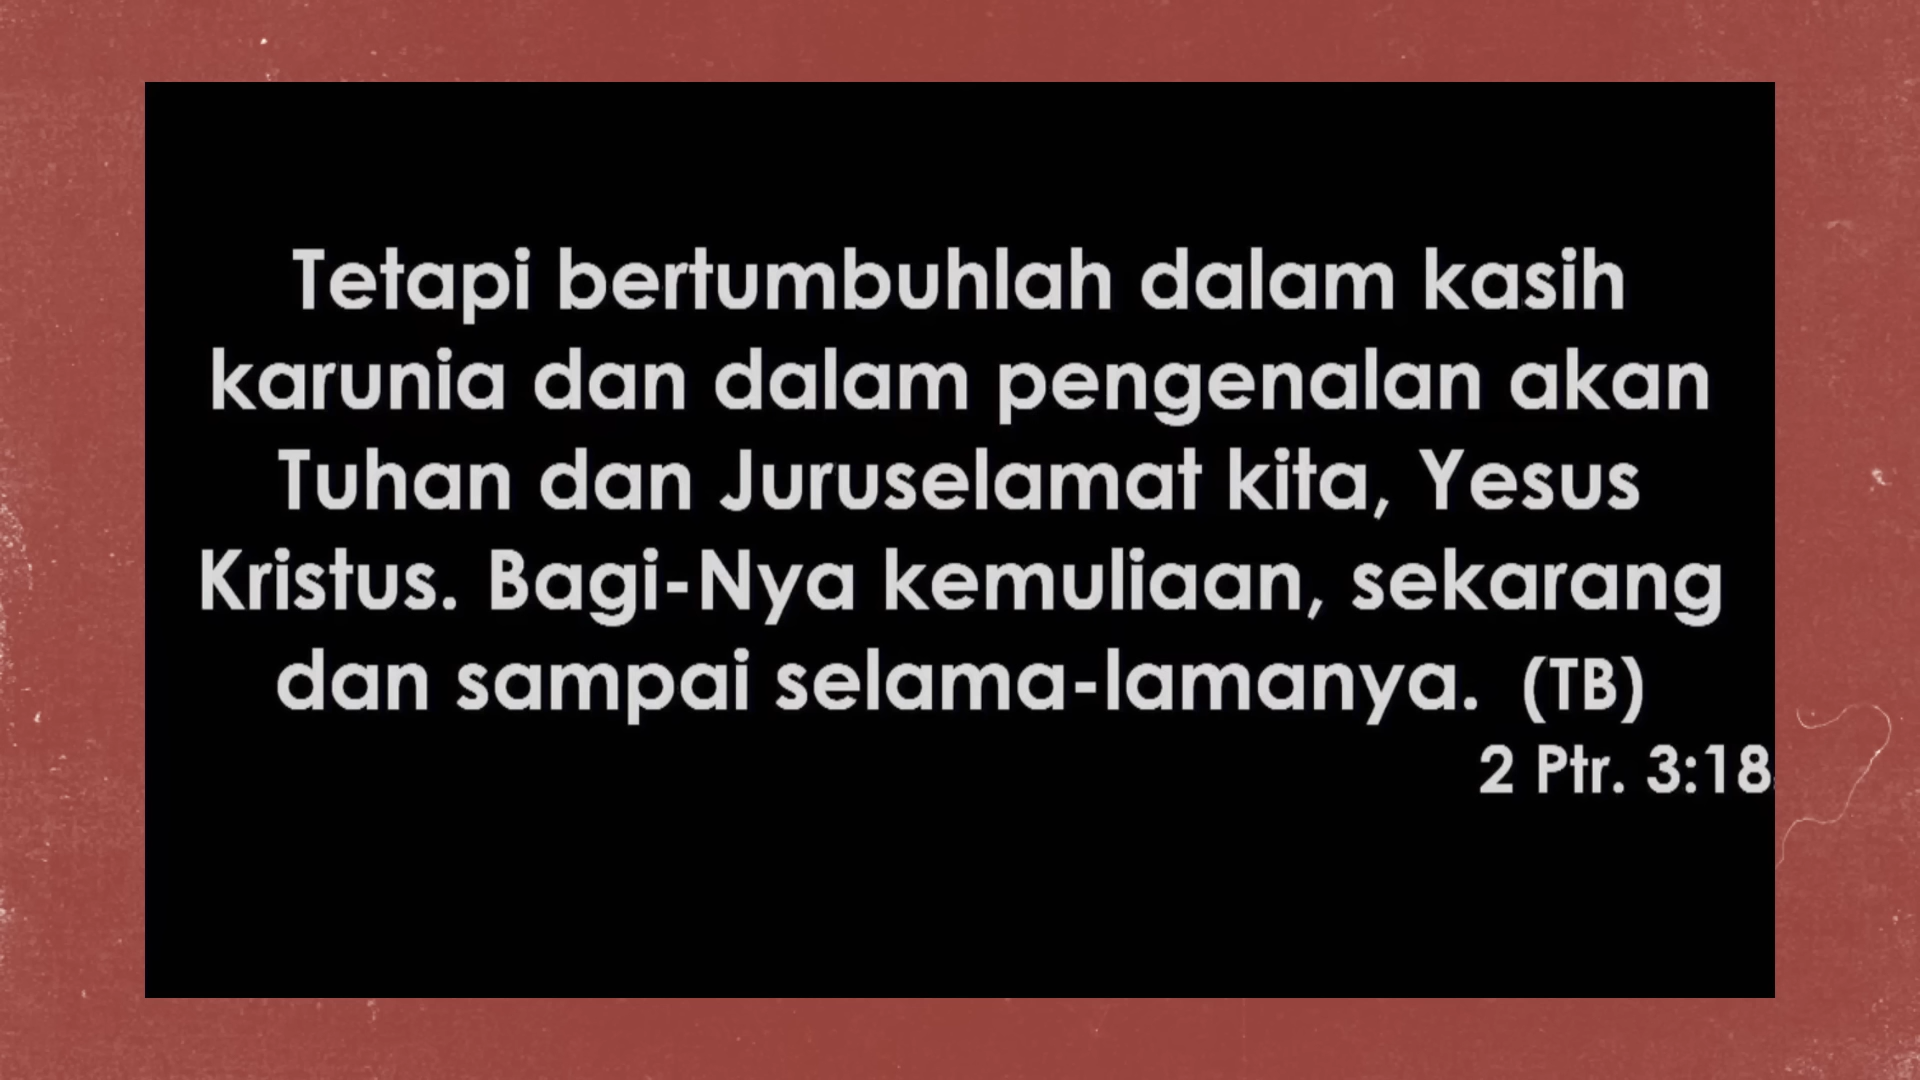 Tetapi bertumbuhlah dalam kasih
karunia dan dalam pengenalan akan
Tuhan dan Juruselamat kita, Yesus
Kristus. Bagi-Nya kemuliaan, sekarang
dan sampai selama-lamanya. (TB)
2 Ptr. 3:18